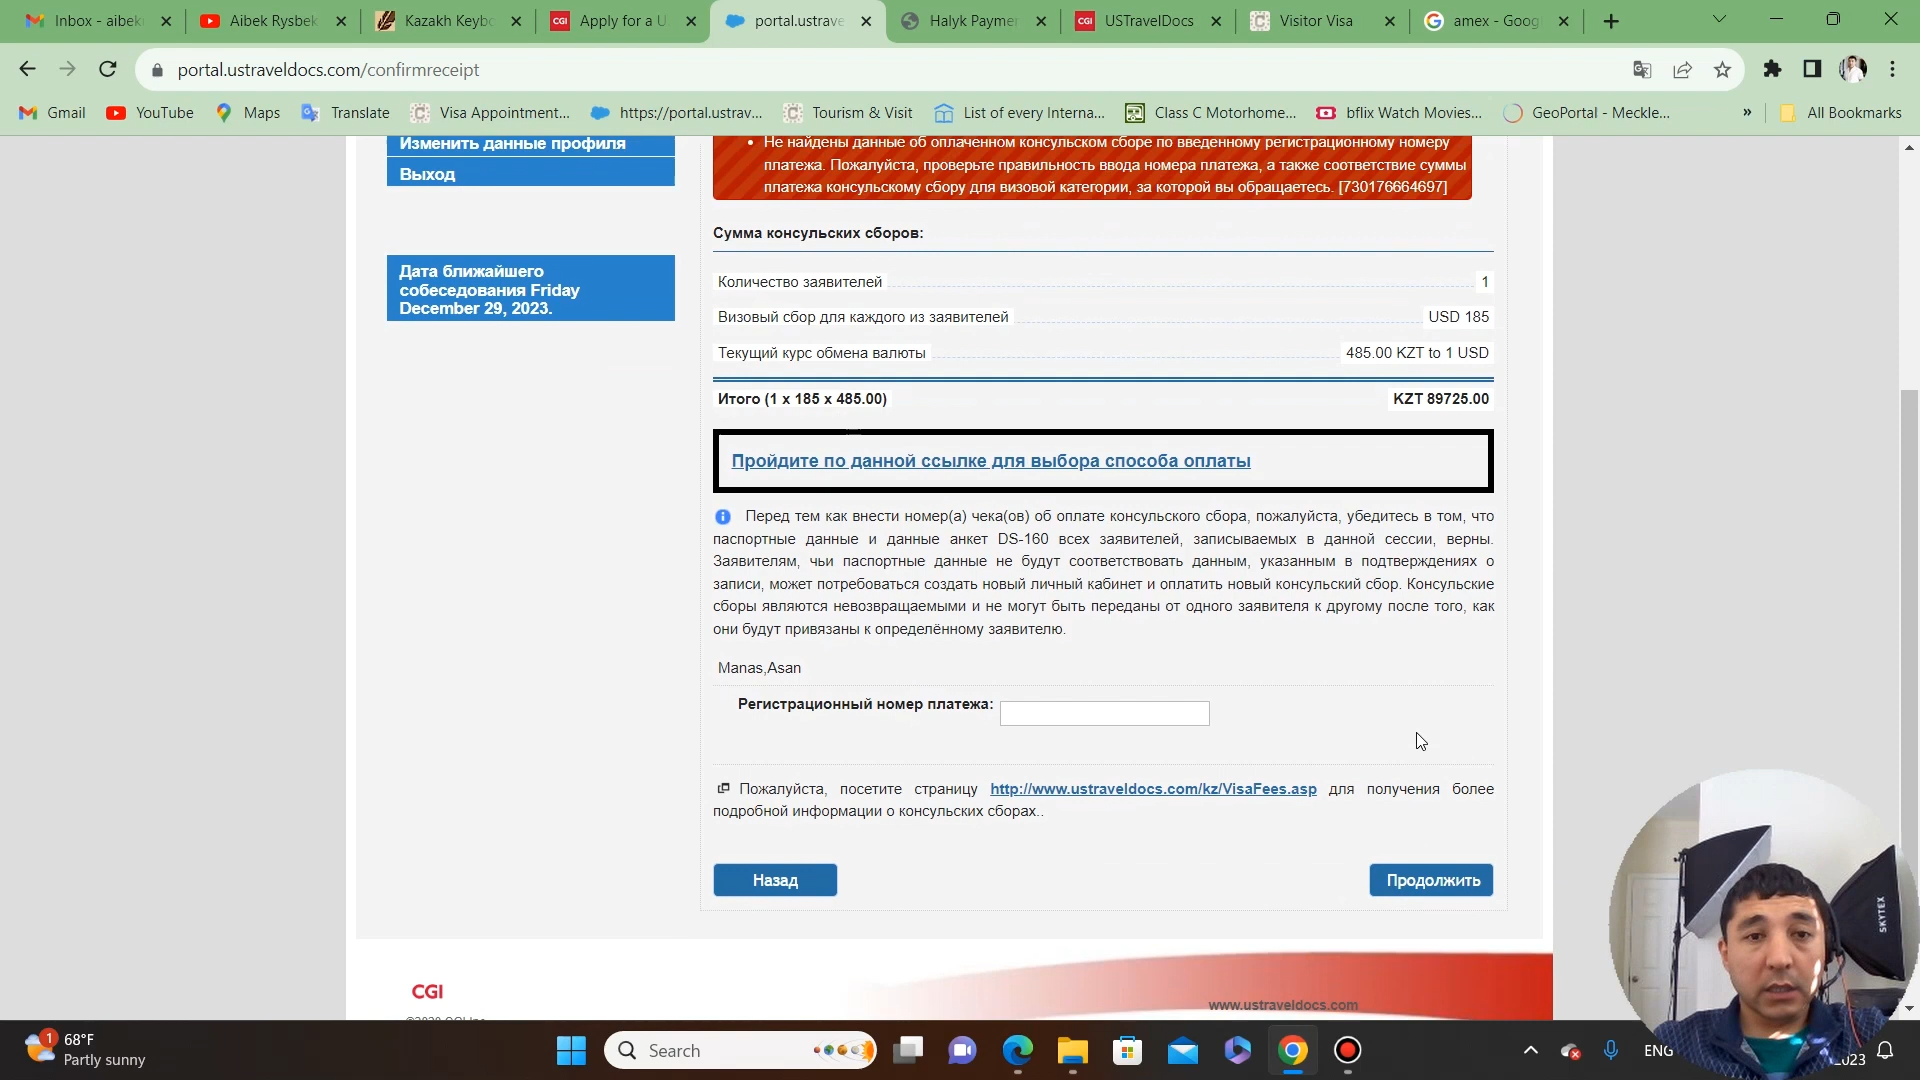 Inbox - aibek
Aibek Rysbek
Kazakh Keybo
CGI Apply for a U
portal.ustrave
Halyk Paymen
CGI USTravelDocs
Visitor Visa
amex - Goog
portal.ustraveldocs.com/confirmreceipt
Gmail YouTube Maps Translate Visa Appointment... https://portal.ustrav... Tourism & Visit List of every Interna... Class C Motorhome... bflix Watch Movies... GeoPortal - Meckle... » All Bookmarks
Изменить данные профиля
Выход
Дата ближайшего
собеседования Friday
December 29, 2023.
• Не найдены данные об оплаченном консульском сборе по введенному регистрационному номеру
платежа. Пожалуйста, проверьте правильность ввода номера платежа, а также соответствие суммы
платежа консульскому сбору для визовой категории, за которой вы обращаетесь. [730176664697]
Сумма консульских сборов:
Количество заявителей 1
Визовый сбор для каждого из заявителей USD 185
Текущий курс обмена валюты 485.00 KZT to 1 USD
Итого (1 x 185 x 485.00) KZT 89725.00
Пройдите по данной ссылке для выбора способа оплаты
Перед тем как внести номер(а) чека(ов) об оплате консульского сбора, пожалуйста, убедитесь в том, что
паспортные данные и данные анкет DS-160 всех заявителей, записываемых в данной сессии, верны.
Заявителям, чьи паспортные данные не будут соответствовать данным, указанным в подтверждениях о
записи, может потребоваться создать новый личный кабинет и оплатить новый консульский сбор. Консульские
сборы являются невозвращаемыми и не могут быть переданы от одного заявителя к другому после того, как
они будут привязаны к определённому заявителю.
Manas,Asan
Регистрационный номер платежа:
Пожалуйста, посетите страницу http://www.ustraveldocs.com/kz/VisaFees.asp для получения более
подробной информации о консульских сборах..
Назад
Продолжить
CGI
www.ustraveldocs.com
SKYTEX
1
68°F
Partly sunny
Search
ENG
2023